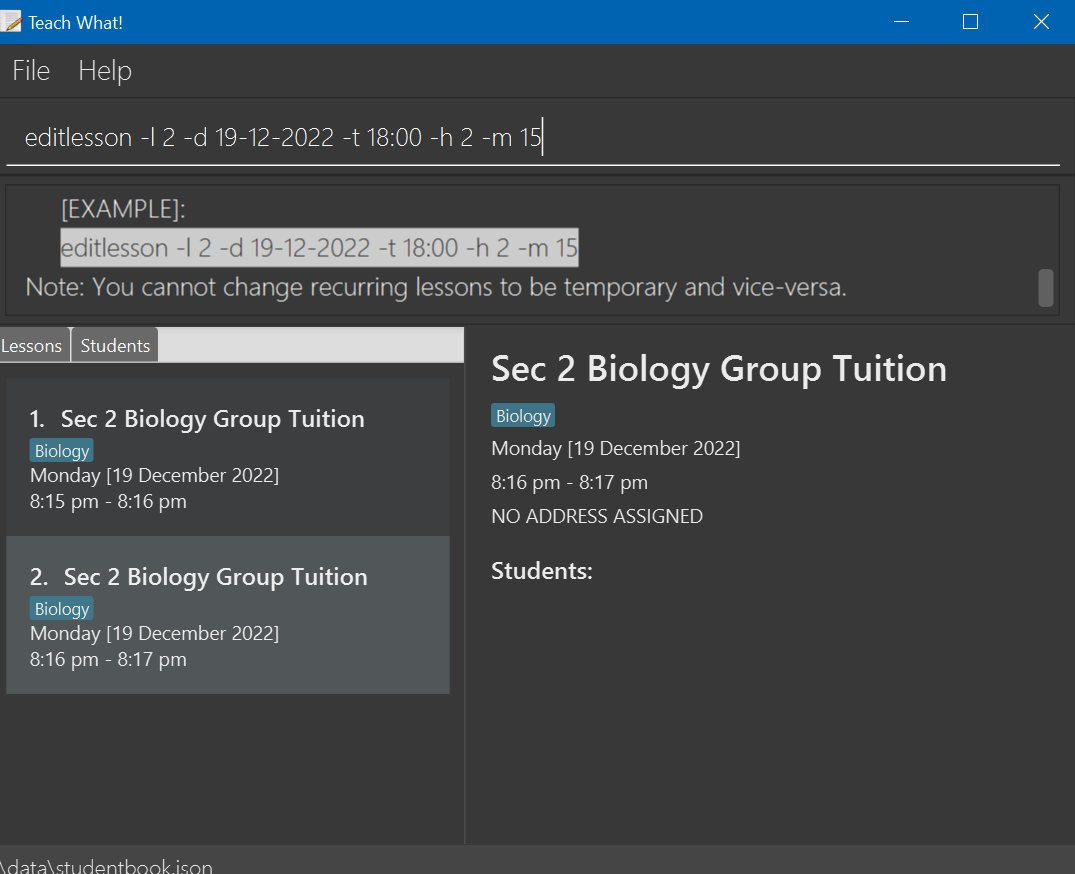 Teach What!
File Help
editlesson -l 2 -d 19-12-2022 -t 18:00 -h 2 -m 15
[EXAMPLE]:
editlesson -l 2 -d 19-12-2022 -t 18:00 -h 2 -m 15
Note: You cannot change recurring lessons to be temporary and vice-versa.
Lessons Students
1. Sec 2 Biology Group Tuition
Biology
Monday [19 December 2022]
8:15 pm - 8:16 pm
2. Sec 2 Biology Group Tuition
Biology
Monday [19 December 2022]
8:16 pm - 8:17 pm
Sec 2 Biology Group Tuition
Biology
Monday [19 December 2022]
8:16 pm - 8:17 pm
NO ADDRESS ASSIGNED
Students:
\data\studentbook.json